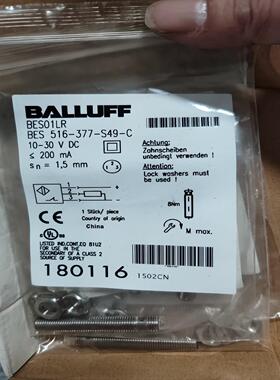 BALLUFF
BES01LR
BES 516-377-S49-C
10-30 V DC
≤ 200 mA
sn = 1,5 mm
Achtung:
Zahnscheiben
unbedingt verwenden !
Attention:
Lock washers must
be used !
1 Stück/ piece
Country of origin
China
M max.
LISTED IND.CONT.EQ 81U2
FOR USE IN THE
SECONDARY OF A CLASS 2
SOURCE OF SUPPLY
180116
1502CN